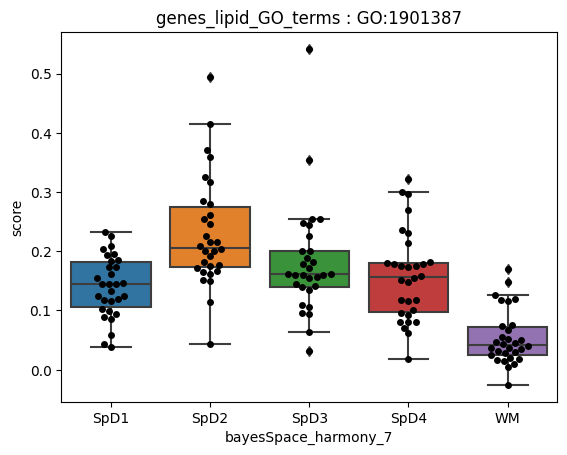 genes_lipid_GO_terms : GO:1901387
score
0.5
0.4
0.3
0.2
0.1
0.0
SpD1 SpD2 SpD3 SpD4 WM
bayesSpace_harmony_7